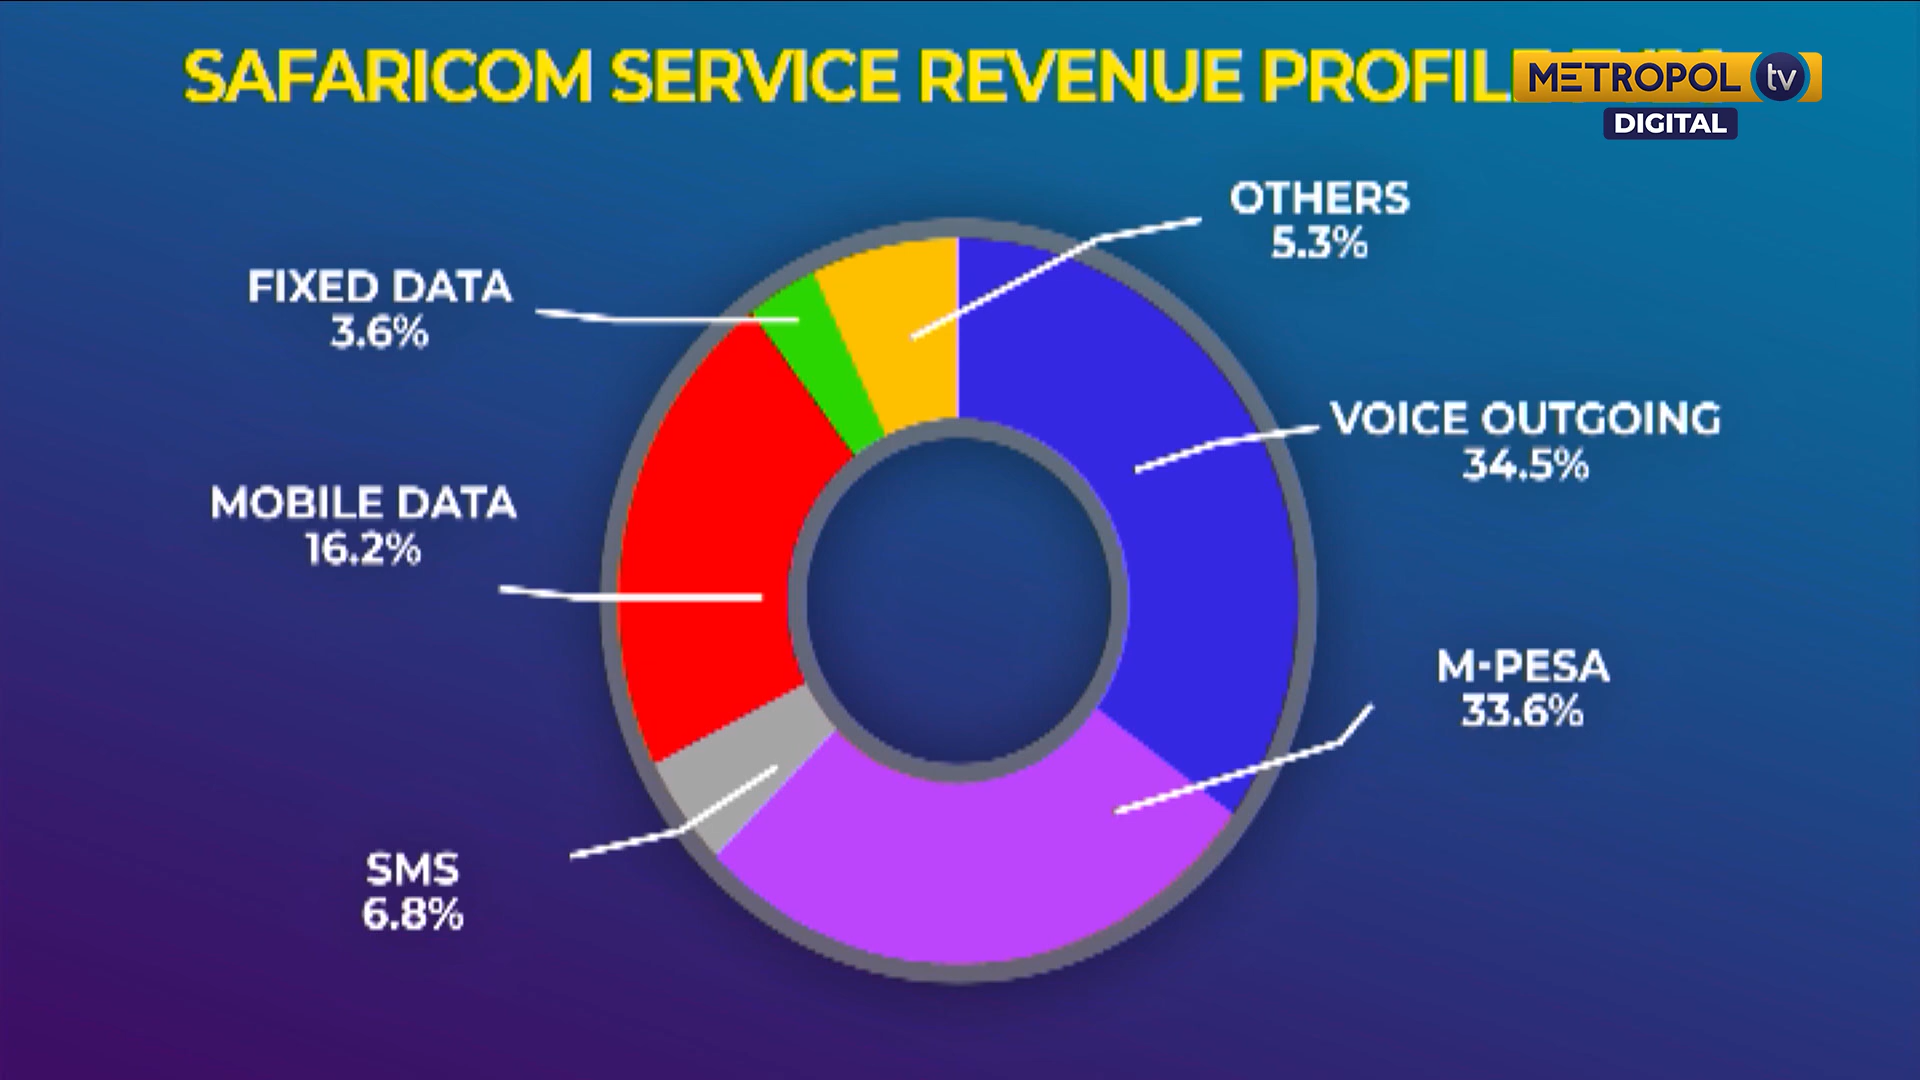 SAFARICOM SERVICE REVENUE
METROPOL tv
DIGITAL
OTHERS
5.3%
FIXED DATA
3.6%
VOICE OUTGOING
34.5%
MOBILE DATA
16.2%
M-PESA
33.6%
SMS
6.8%